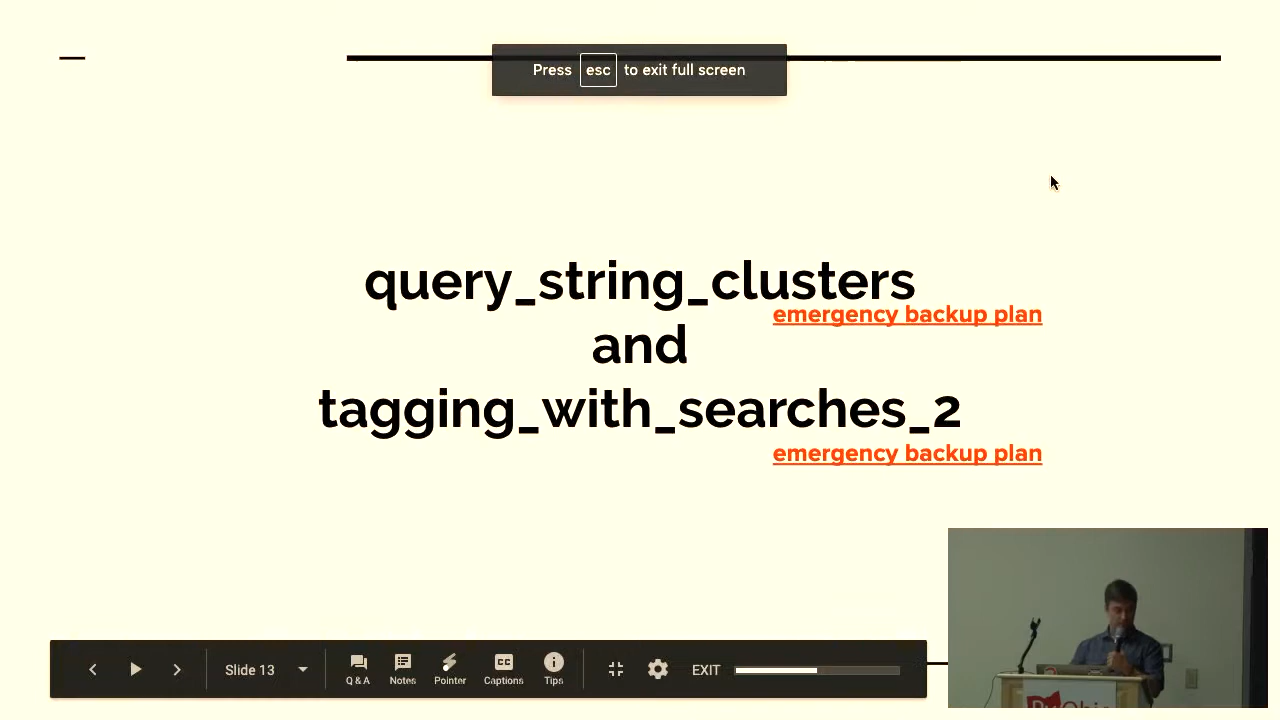 Press esc to exit full screen
query_string_clusters
emergency backup plan
and
tagging_with_searches_2
emergency backup plan
Slide 13
Q & A
Notes
Pointer
CC
Captions
Tips
EXIT